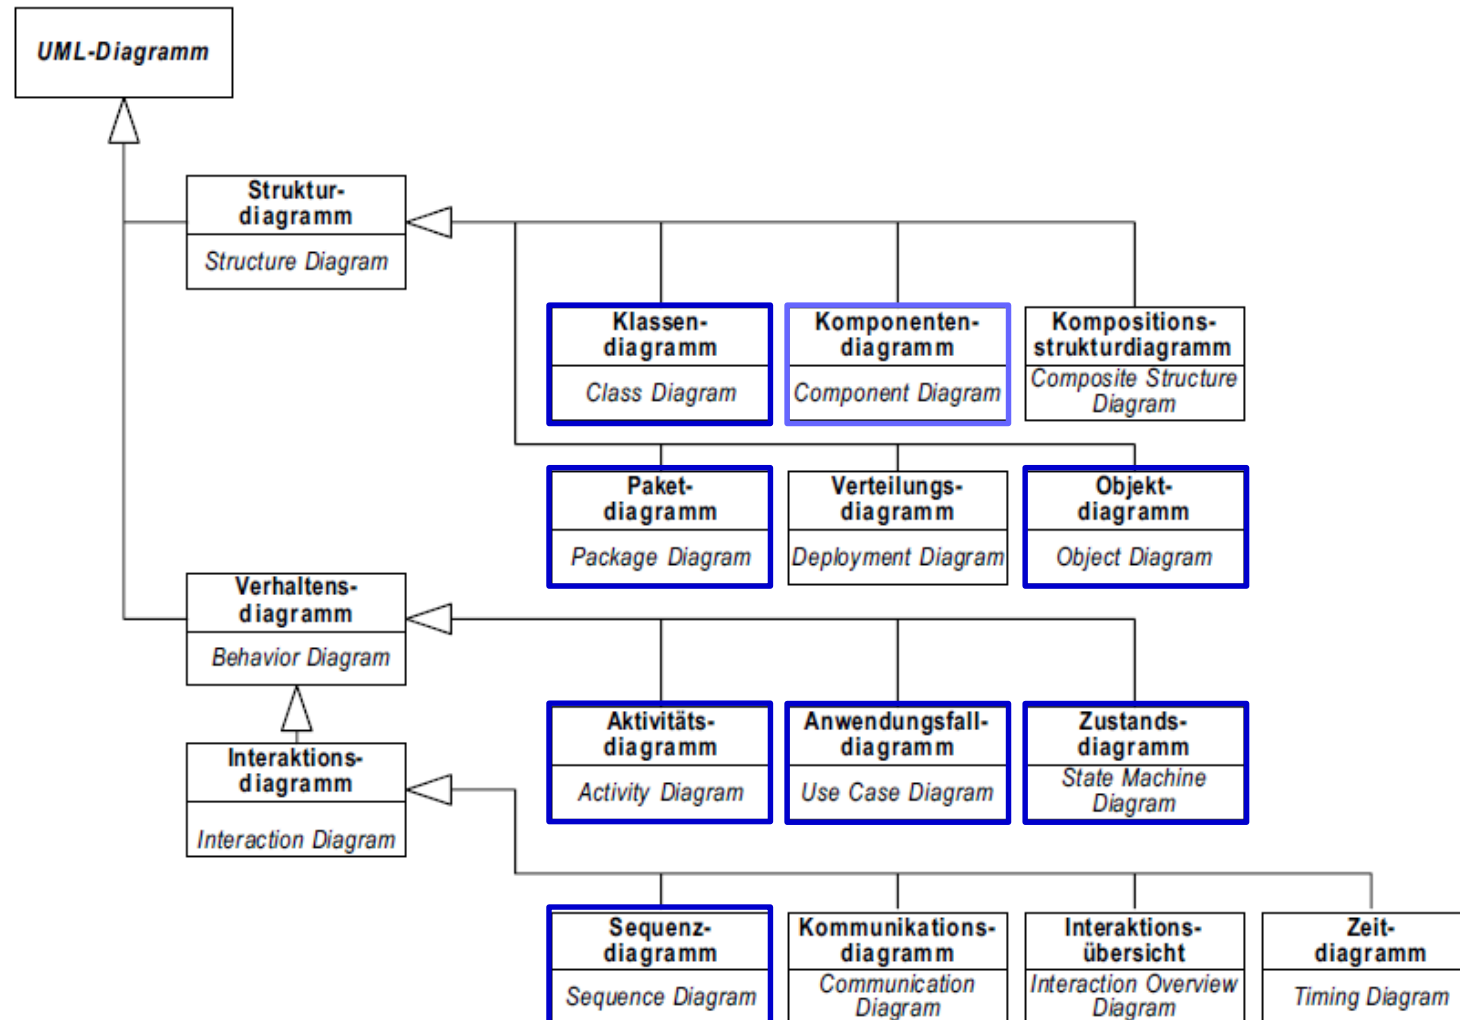 UML-Diagramm
Struktur-
diagramm
Structure Diagram
Klassen-
diagramm
Class Diagram
Komponenten-
diagramm
Component Diagram
Kompositions-
strukturdiagramm
Composite Structure
Diagram
Paket-
diagramm
Package Diagram
Verteilungs-
diagramm
Deployment Diagram
Objekt-
diagramm
Object Diagram
Verhaltens-
diagramm
Behavior Diagram
Aktivitäts-
diagramm
Activity Diagram
Anwendungsfall-
diagramm
Use Case Diagram
Zustands-
diagramm
State Machine
Diagram
Interaktions-
diagramm
Interaction Diagram
Sequenz-
diagramm
Sequence Diagram
Kommunikations-
diagramm
Communication
Diagram
Interaktions-
übersicht
Interaction Overview
Diagram
Zeit-
diagramm
Timing Diagram